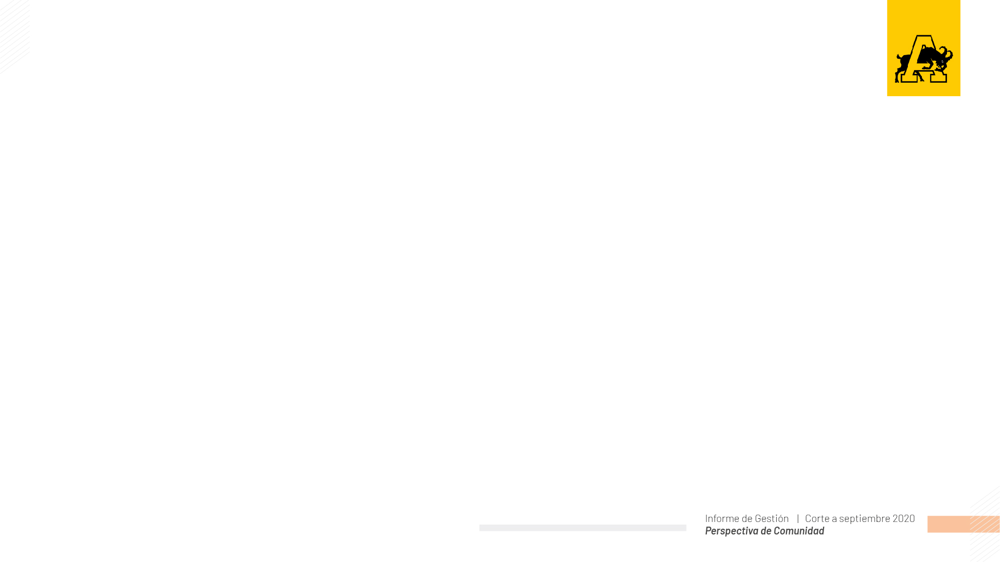 A
Informe de Gestión | Corte a septiembre 2020
Perspectiva de Comunidad